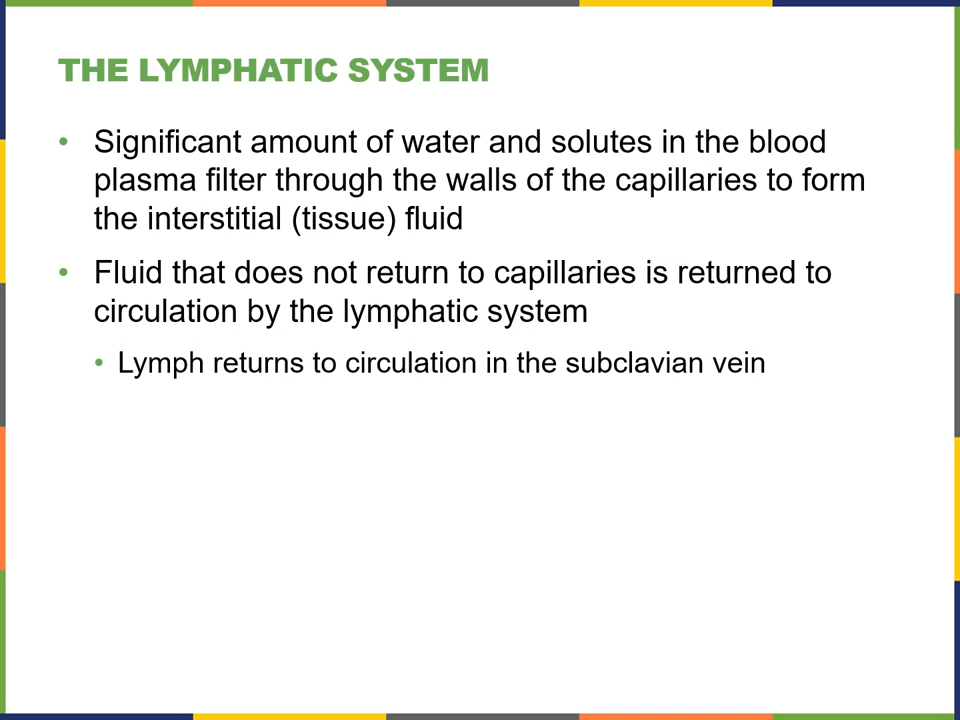 THE LYMPHATIC SYSTEM
• Significant amount of water and solutes in the blood
plasma filter through the walls of the capillaries to form
the interstitial (tissue) fluid
• Fluid that does not return to capillaries is returned to
circulation by the lymphatic system
• Lymph returns to circulation in the subclavian vein